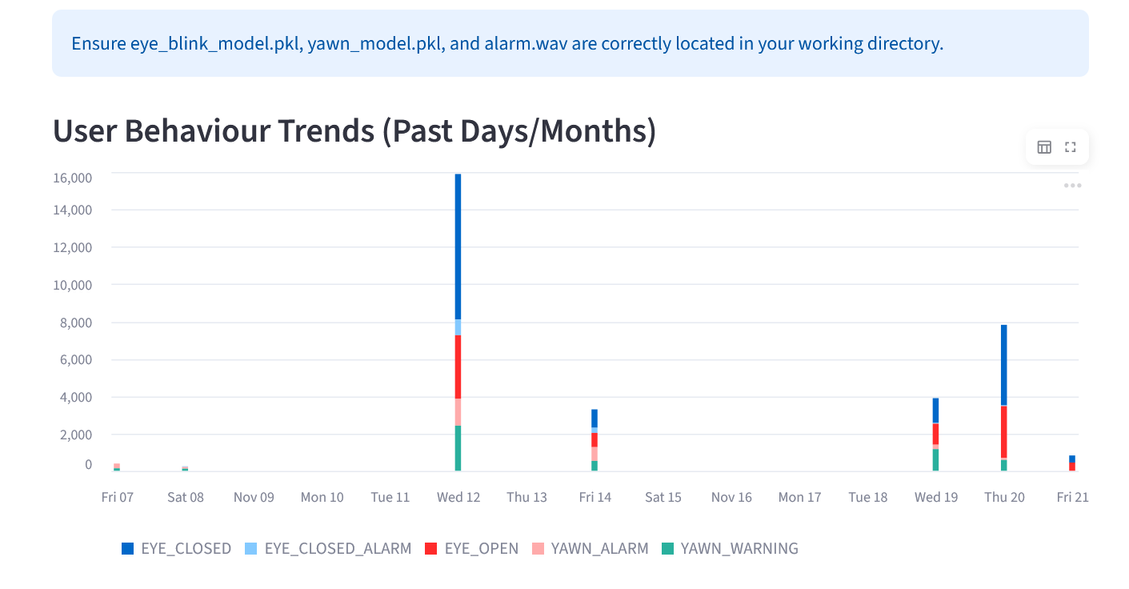 Ensure eye_blink_model.pkl, yawn_model.pkl, and alarm.wav are correctly located in your working directory.
User Behaviour Trends (Past Days/Months)
16,000
14,000
12,000
10,000
8,000
6,000
4,000
2,000
0
Fri 07 Sat 08 Nov 09 Mon 10 Tue 11 Wed 12 Thu 13 Fri 14 Sat 15 Nov 16 Mon 17 Tue 18 Wed 19 Thu 20 Fri 21
EYE_CLOSED EYE_CLOSED_ALARM EYE_OPEN YAWN_ALARM YAWN_WARNING